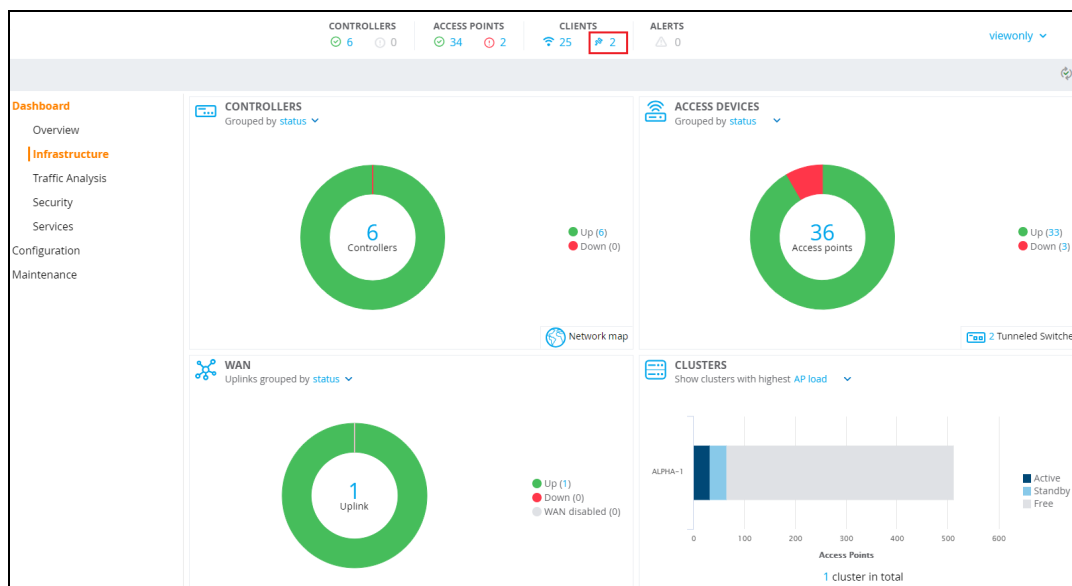 CONTROLLERS ACCESS POINTS CLIENTS ALERTS
6 0 34 2 25 2 0
viewonly
Dashboard
Overview
Infrastructure
Traffic Analysis
Security
Services
Configuration
Maintenance
CONTROLLERS
Grouped by status
6
Controllers
Up (6)
Down (0)
Network map
ACCESS DEVICES
Grouped by status
36
Access points
Up (33)
Down (3)
2 Tunneled Switche
WAN
Uplinks grouped by status
1
Uplink
Up (1)
Down (0)
WAN disabled (0)
CLUSTERS
Show clusters with highest AP load
ALPHA-1
Active
Standby
Free
0 100 200 300 400 500 600
Access Points
1 cluster in total